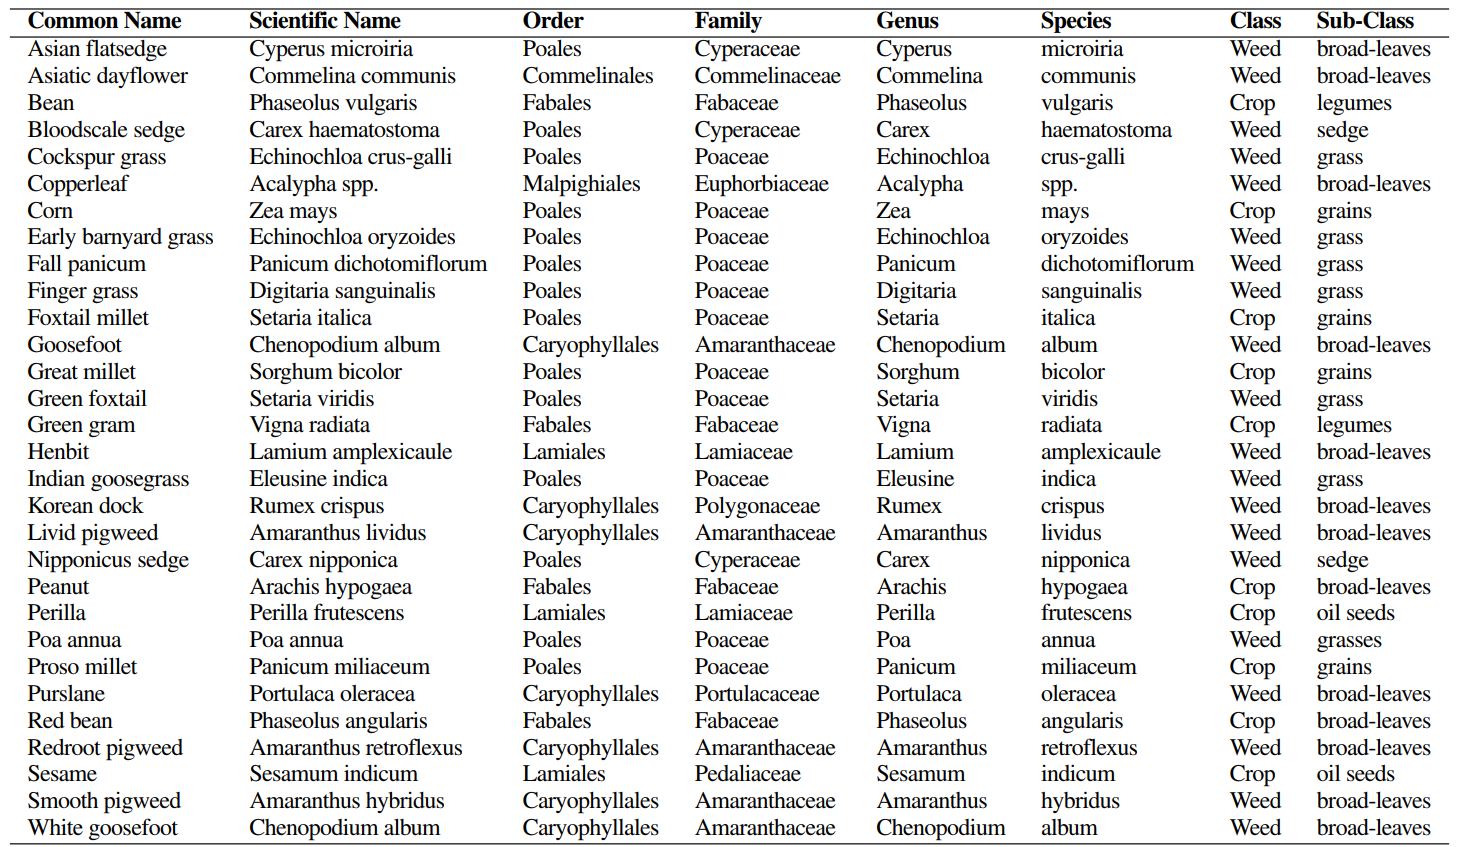 Common Name Scientific Name Order Family Genus Species Class Sub-Class
Asian flatsedge Cyperus microiria Poales Cyperaceae Cyperus microiria Weed broad-leaves
Asiatic dayflower Commelina communis Commelinales Commelinaceae Commelina communis Weed broad-leaves
Bean Phaseolus vulgaris Fabales Fabaceae Phaseolus vulgaris Crop legumes
Bloodscale sedge Carex haematostoma Poales Cyperaceae Carex haematostoma Weed sedge
Cockspur grass Echinochloa crus-galli Poales Poaceae Echinochloa crus-galli Weed grass
Copperleaf Acalypha spp. Malpighiales Euphorbiaceae Acalypha spp. Weed broad-leaves
Corn Zea mays Poales Poaceae Zea mays Crop grains
Early barnyard grass Echinochloa oryzoides Poales Poaceae Echinochloa oryzoides Weed grass
Fall panicum Panicum dichotomiflorum Poales Poaceae Panicum dichotomiflorum Weed grass
Finger grass Digitaria sanguinalis Poales Poaceae Digitaria sanguinalis Weed grass
Foxtail millet Setaria italica Poales Poaceae Setaria italica Crop grains
Goosefoot Chenopodium album Caryophyllales Amaranthaceae Chenopodium album Weed broad-leaves
Great millet Sorghum bicolor Poales Poaceae Sorghum bicolor Crop grains
Green foxtail Setaria viridis Poales Poaceae Setaria viridis Weed grass
Green gram Vigna radiata Fabales Fabaceae Vigna radiata Crop legumes
Henbit Lamium amplexicaule Lamiales Lamiaceae Lamium amplexicaule Weed broad-leaves
Indian goosegrass Eleusine indica Poales Poaceae Eleusine indica Weed grass
Korean dock Rumex crispus Caryophyllales Polygonaceae Rumex crispus Weed broad-leaves
Livid pigweed Amaranthus lividus Caryophyllales Amaranthaceae Amaranthus lividus Weed broad-leaves
Nipponicus sedge Carex nipponica Poales Cyperaceae Carex nipponica Weed sedge
Peanut Arachis hypogaea Fabales Fabaceae Arachis hypogaea Crop broad-leaves
Perilla Perilla frutescens Lamiales Lamiaceae Perilla frutescens Crop oil seeds
Poa annua Poa annua Poales Poaceae Poa annua Weed grasses
Proso millet Panicum miliaceum Poales Poaceae Panicum miliaceum Crop grains
Purslane Portulaca oleracea Caryophyllales Portulacaceae Portulaca oleracea Weed broad-leaves
Red bean Phaseolus angularis Fabales Fabaceae Phaseolus angularis Crop broad-leaves
Redroot pigweed Amaranthus retroflexus Caryophyllales Amaranthaceae Amaranthus retroflexus Weed broad-leaves
Sesame Sesamum indicum Lamiales Pedaliaceae Sesamum indicum Crop oil seeds
Smooth pigweed Amaranthus hybridus Caryophyllales Amaranthaceae Amaranthus hybridus Weed broad-leaves
White goosefoot Chenopodium album Caryophyllales Amaranthaceae Chenopodium album Weed broad-leaves